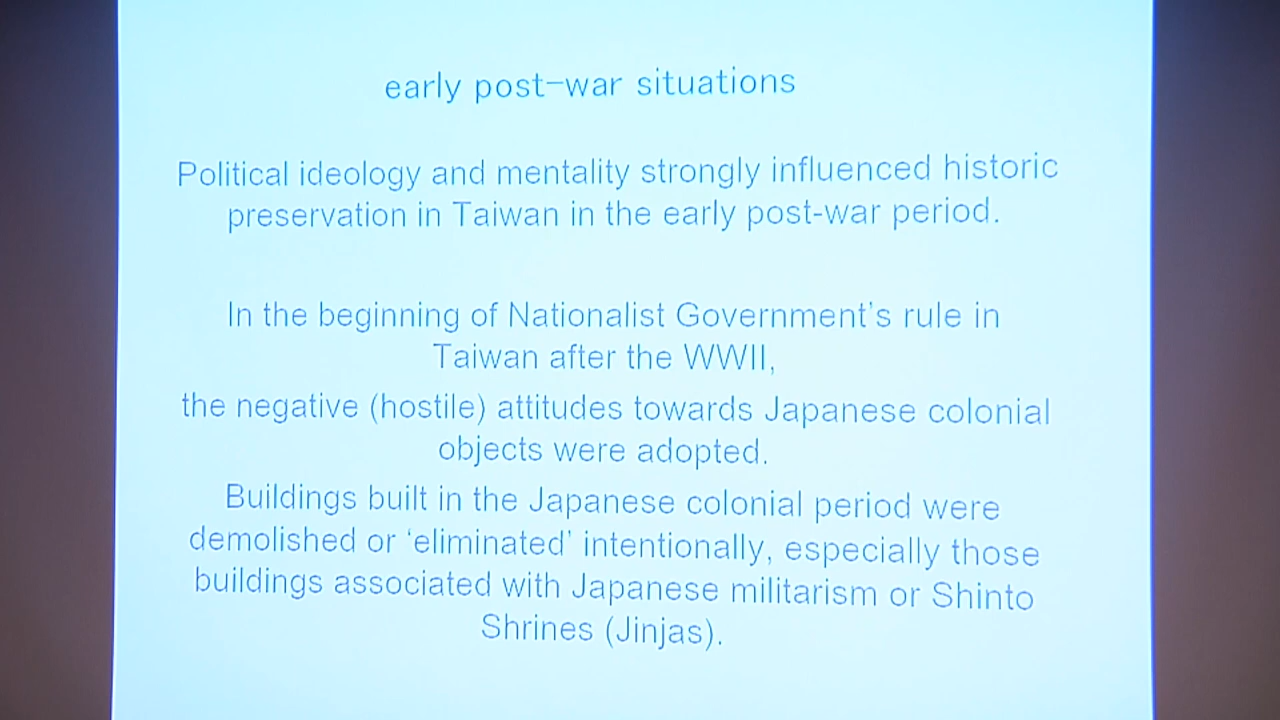 early post-war situations
Political ideology and mentality strongly influenced historic
preservation in Taiwan in the early post-war period.
In the beginning of Nationalist Government's rule in
Taiwan after the WWII,
the negative (hostile) attitudes towards Japanese colonial
objects were adopted.
Buildings built in the Japanese colonial period were
demolished or ‘eliminated’ intentionally, especially those
buildings associated with Japanese militarism or Shinto
Shrines (Jinjas).